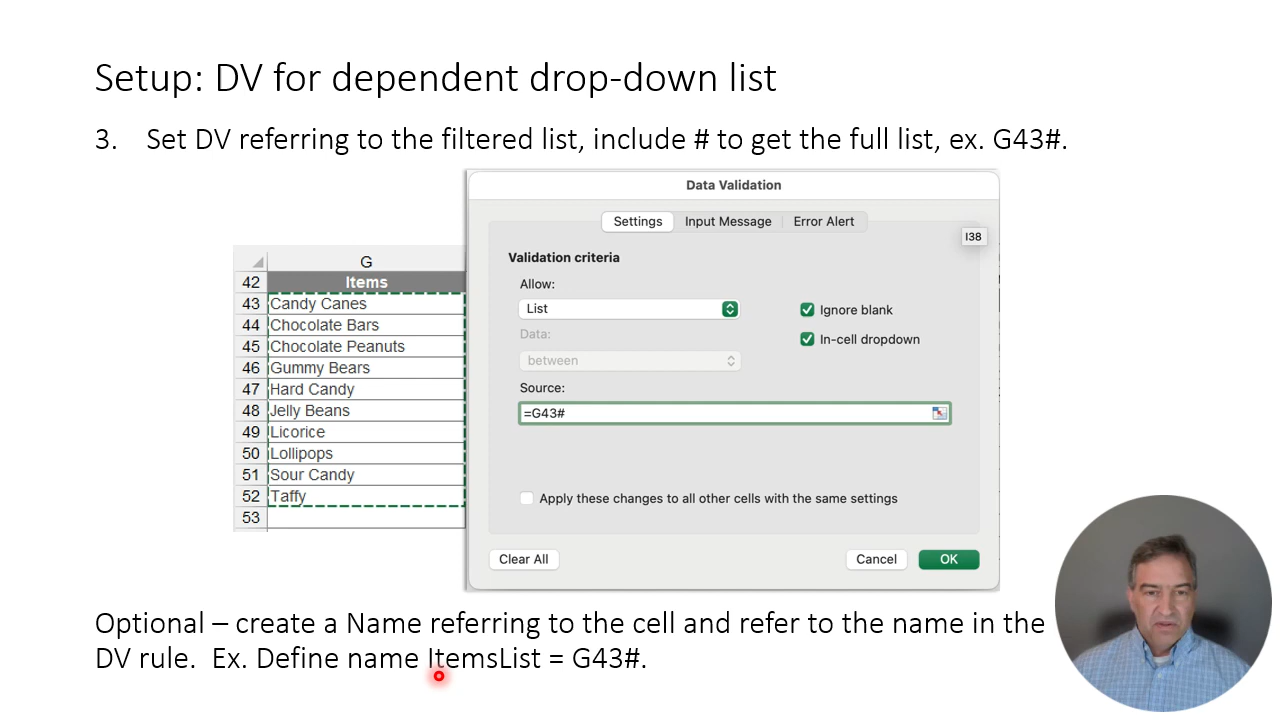 Setup: DV for dependent drop-down list
3. Set DV referring to the filtered list, include # to get the full list, ex. G43#.
G
42 Items
43 Candy Canes
44 Chocolate Bars
45 Chocolate Peanuts
46 Gummy Bears
47 Hard Candy
48 Jelly Beans
49 Licorice
50 Lollipops
51 Sour Candy
52 Taffy
53
Data Validation
Settings Input Message Error Alert
I38
Validation criteria
Allow:
List
Ignore blank
Data:
In-cell dropdown
between
Source:
=G43#
Apply these changes to all other cells with the same settings
Clear All Cancel OK
Optional – create a Name referring to the cell and refer to the name in the
DV rule. Ex. Define name ItemsList = G43#.